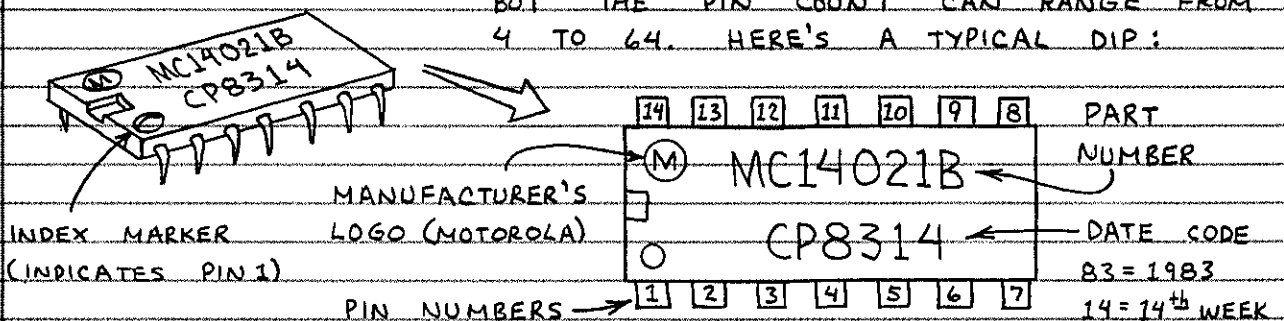 BUT THE PIN COUNT CAN RANGE FROM
4 TO 64. HERE'S A TYPICAL DIP:
M MC14021B
CP8314
INDEX MARKER
(INDICATES PIN 1)
MANUFACTURER'S
LOGO (MOTOROLA)
PIN NUMBERS
14 13 12 11 10 9 8
M MC14021B
CP8314
1 2 3 4 5 6 7
PART
NUMBER
DATE CODE
83 = 1983
14 = 14th WEEK